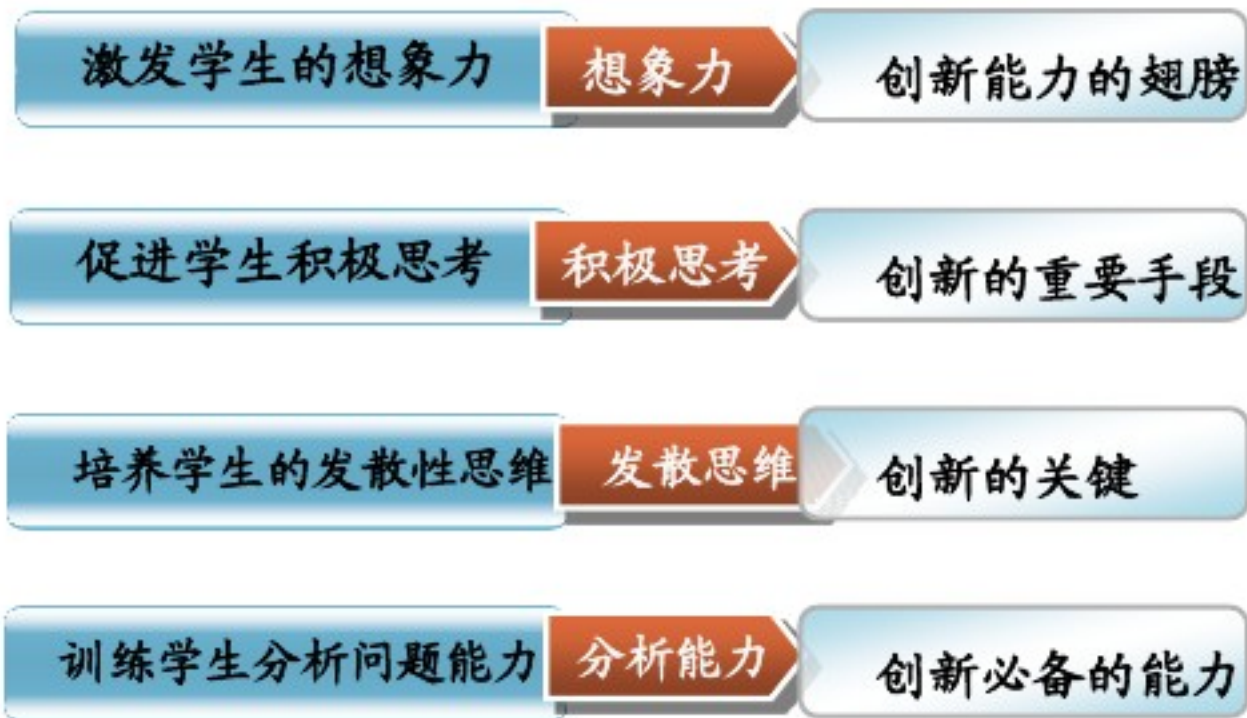 激发学生的想象力 想象力 创新能力的翅膀
促进学生积极思考 积极思考 创新的重要手段
培养学生的发散性思维 发散思维 创新的关键
训练学生分析问题能力 分析能力 创新必备的能力